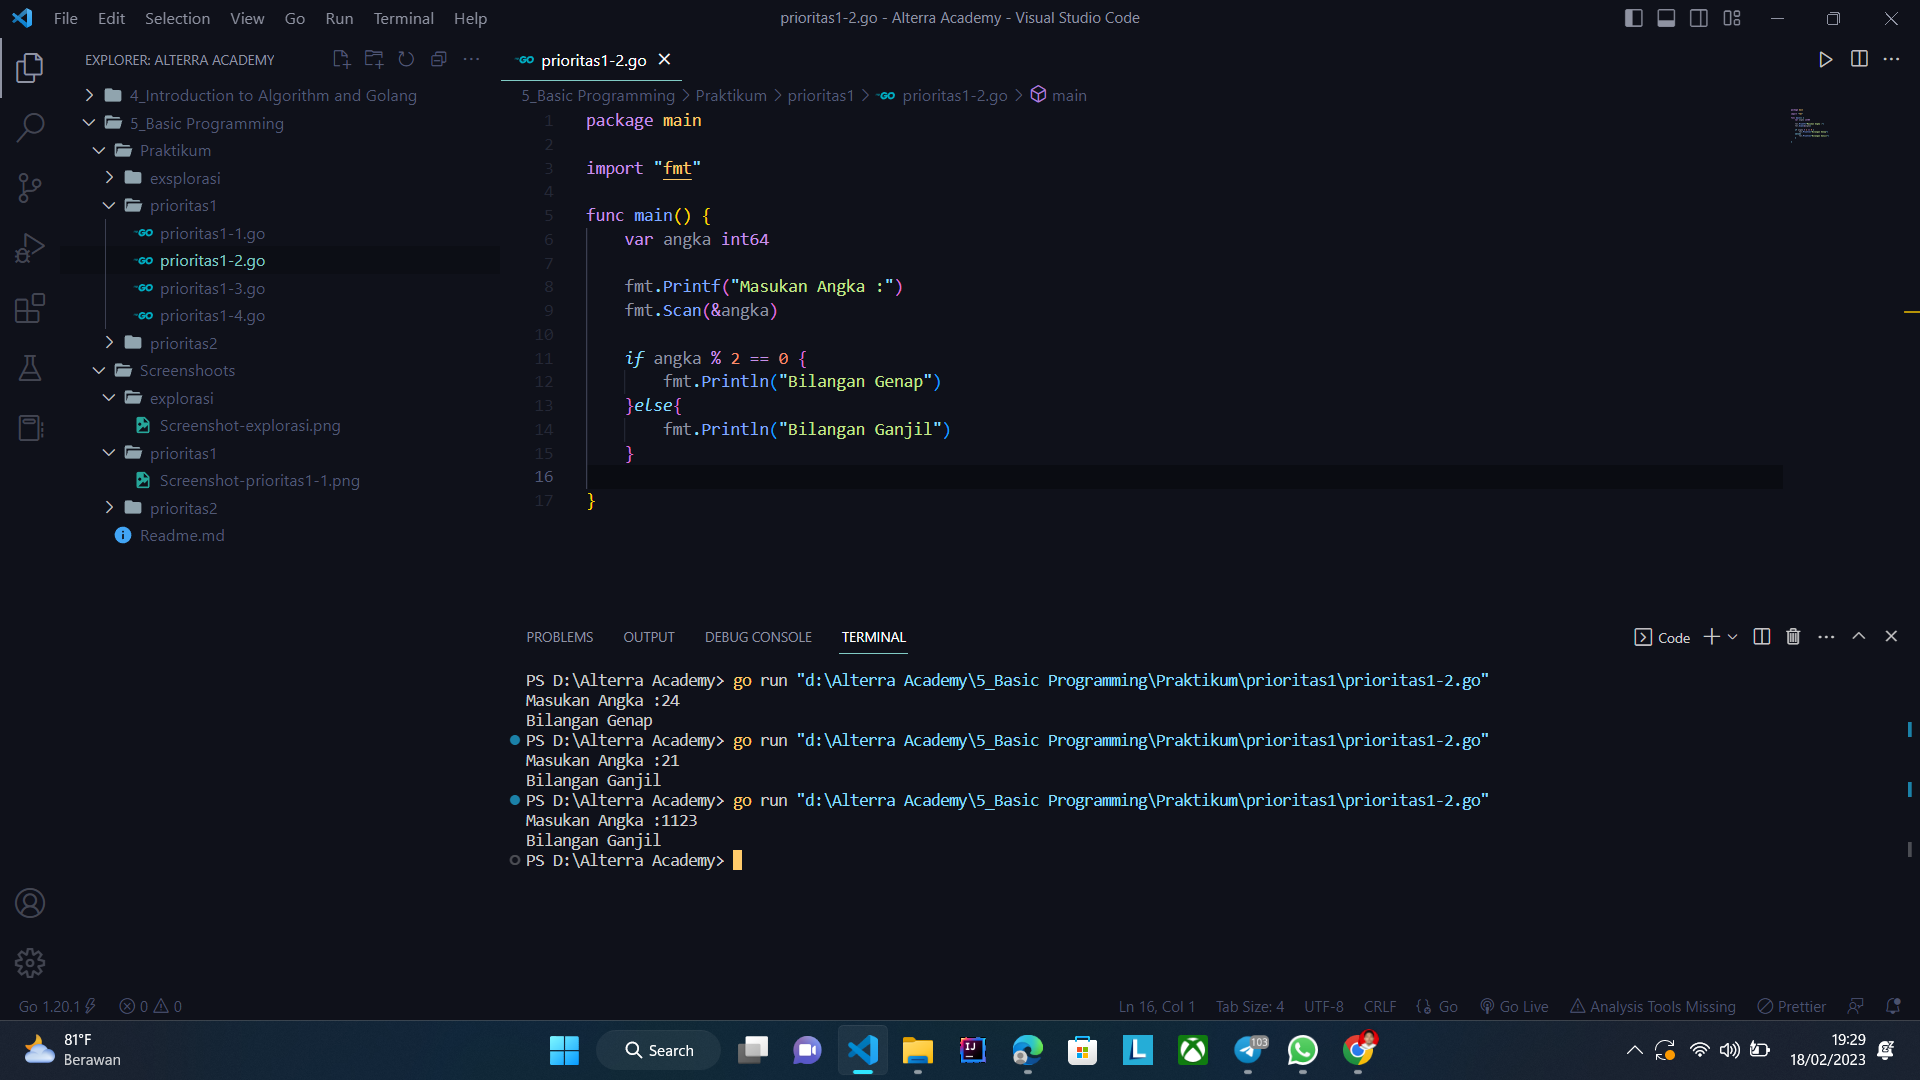 File Edit Selection View Go Run Terminal Help
prioritas1-2.go - Alterra Academy - Visual Studio Code
EXPLORER: ALTERRA ACADEMY
4_Introduction to Algorithm and Golang
5_Basic Programming
Praktikum
exsplorasi
prioritas1
prioritas1-1.go
prioritas1-2.go
prioritas1-3.go
prioritas1-4.go
prioritas2
Screenshoots
explorasi
Screenshot-explorasi.png
prioritas1
Screenshot-prioritas1-1.png
prioritas2
Readme.md
prioritas1-2.go
5_Basic Programming > Praktikum > prioritas1 > prioritas1-2.go > main
1 package main
2
3 import "fmt"
4
5 func main() {
6 var angka int64
7
8 fmt.Printf("Masukan Angka :")
9 fmt.Scan(&angka)
10
11 if angka % 2 == 0 {
12 fmt.Println("Bilangan Genap")
13 }else{
14 fmt.Println("Bilangan Ganjil")
15 }
16
17 }
PROBLEMS OUTPUT DEBUG CONSOLE TERMINAL
Code
PS D:\Alterra Academy> go run "d:\Alterra Academy\5_Basic Programming\Praktikum\prioritas1\prioritas1-2.go"
Masukan Angka :24
Bilangan Genap
PS D:\Alterra Academy> go run "d:\Alterra Academy\5_Basic Programming\Praktikum\prioritas1\prioritas1-2.go"
Masukan Angka :21
Bilangan Ganjil
PS D:\Alterra Academy> go run "d:\Alterra Academy\5_Basic Programming\Praktikum\prioritas1\prioritas1-2.go"
Masukan Angka :1123
Bilangan Ganjil
PS D:\Alterra Academy>
Go 1.20.1 0 0
Ln 16, Col 1 Tab Size: 4 UTF-8 CRLF Go Go Live Analysis Tools Missing Prettier
81°F
Berawan
Search
IJ
L
103
19:29
18/02/2023